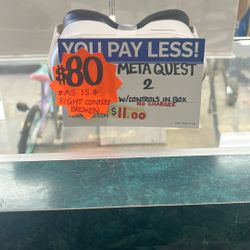 YOU PAY LESS!
$80
*AS IS*
RIGHT CONTROL
BROKEN
META QUEST
2
W/CONTROLS IN BOX
NO CHARGER
$11.00